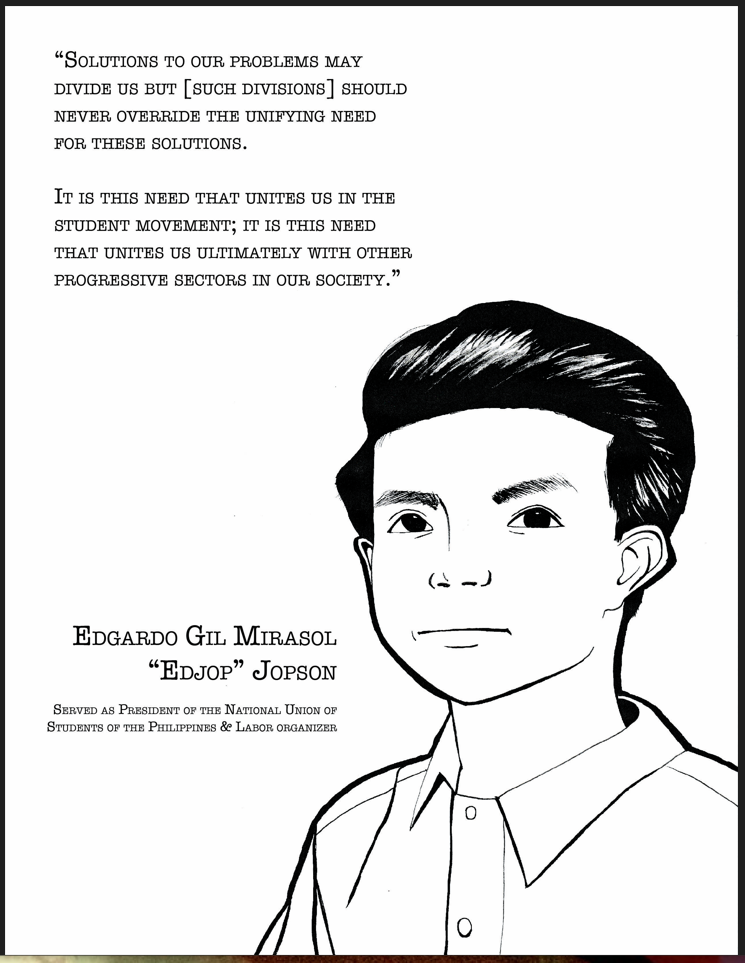 “Solutions to our problems may
divide us but [such divisions] should
never override the unifying need
for these solutions.
It is this need that unites us in the
student movement; it is this need
that unites us ultimately with other
progressive sectors in our society.”
Edgardo Gil Mirasol
“Edjop” Jopson
Served as President of the National Union of
Students of the Philippines & Labor organizer